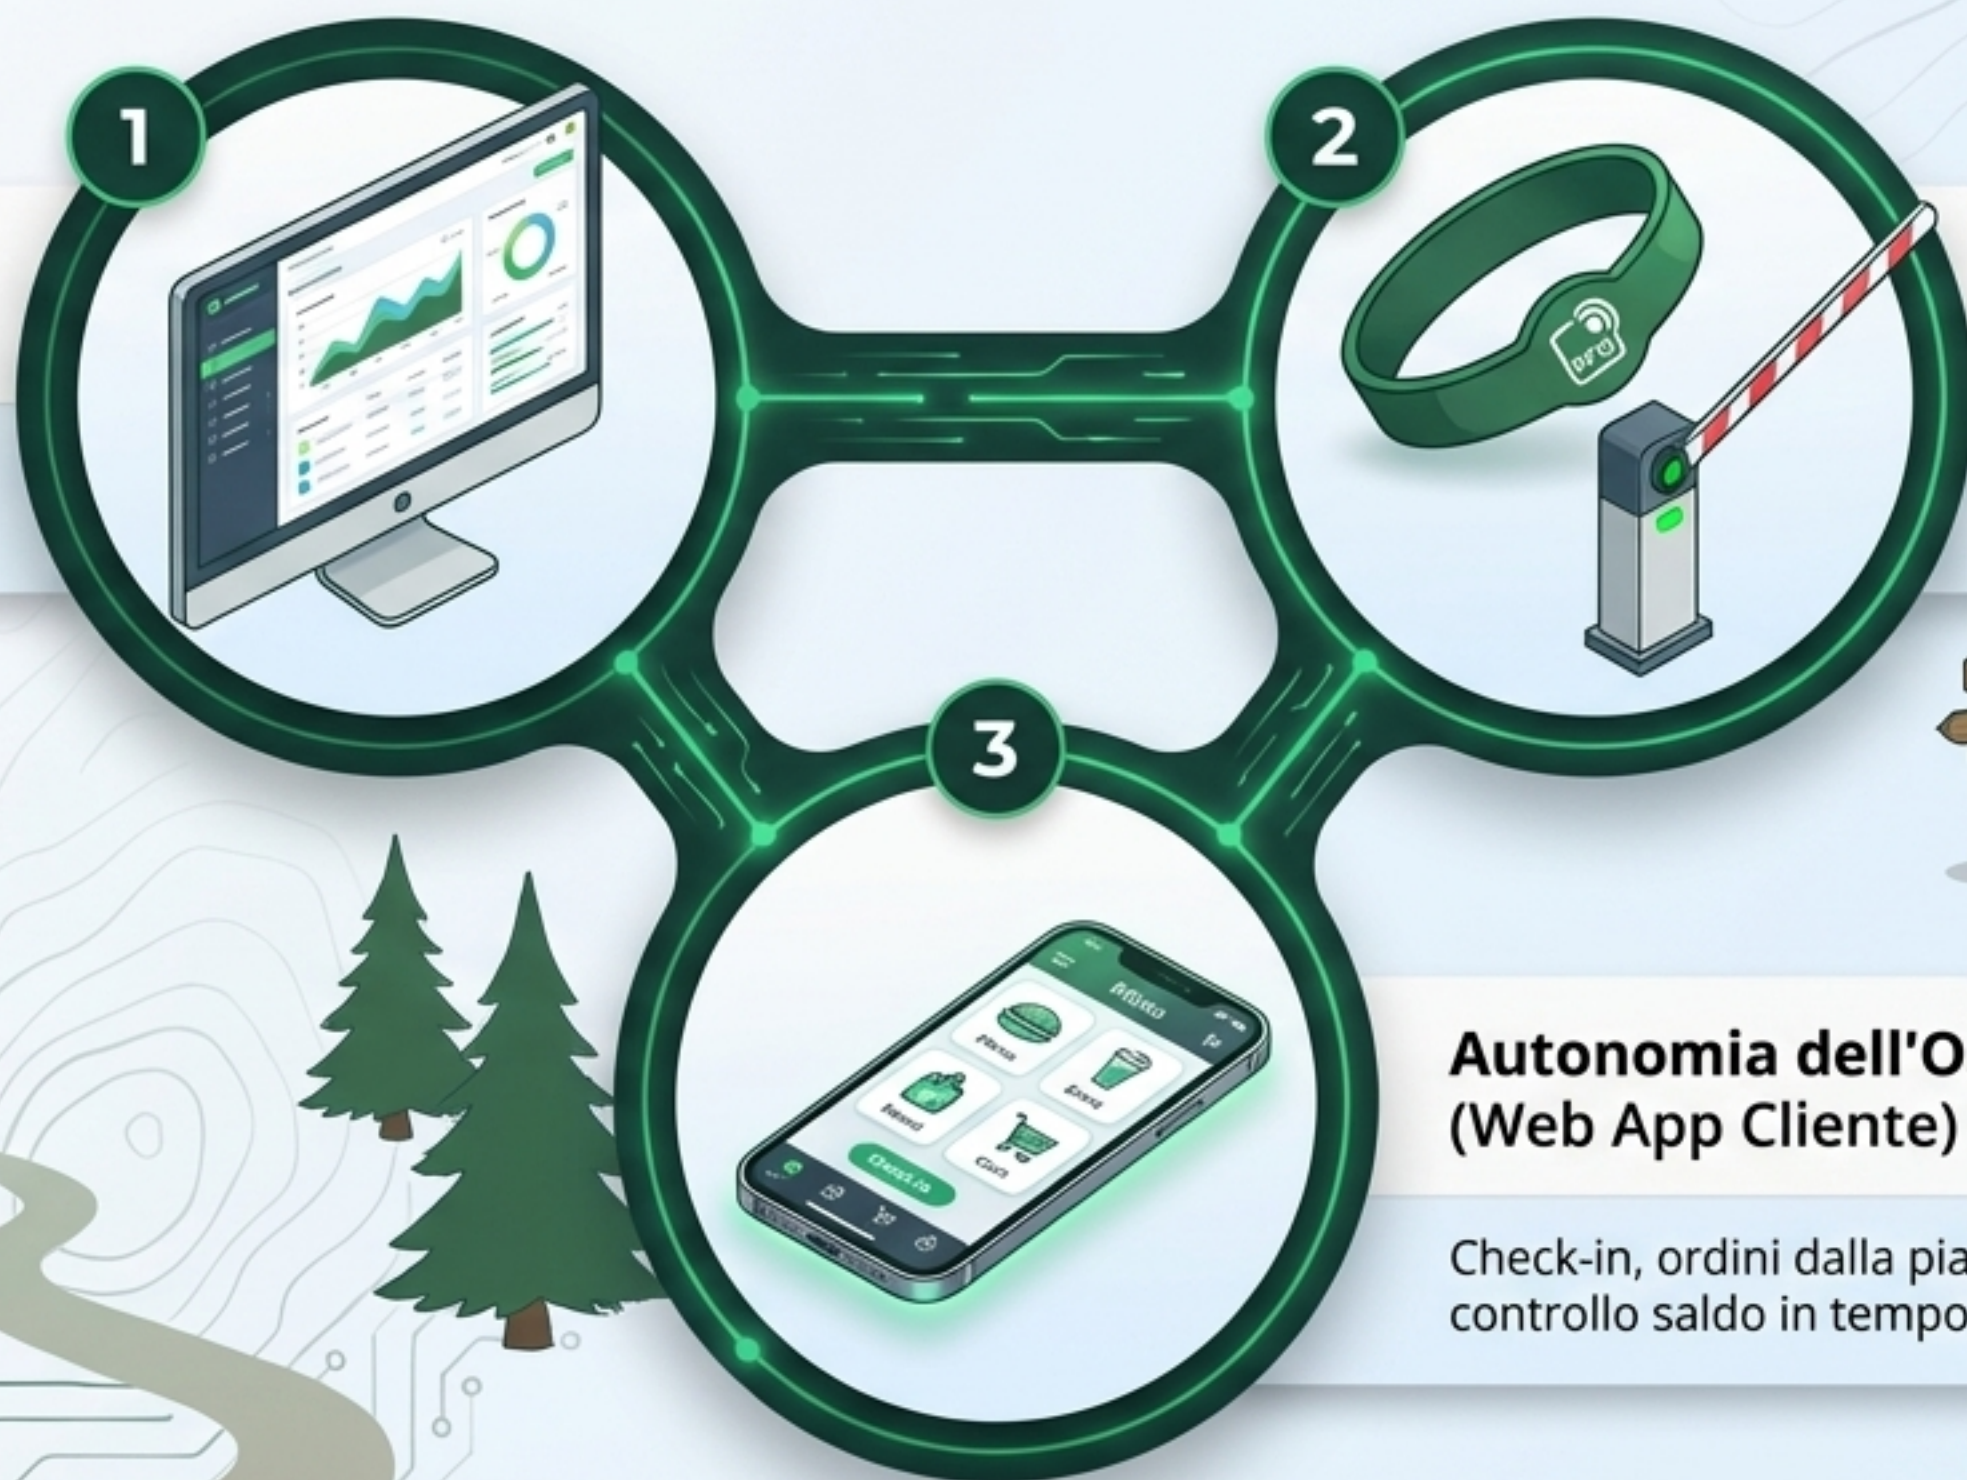 1
2
3
Autonomia dell'O
(Web App Cliente)
Check-in, ordini dalla pia
controllo saldo in tempo